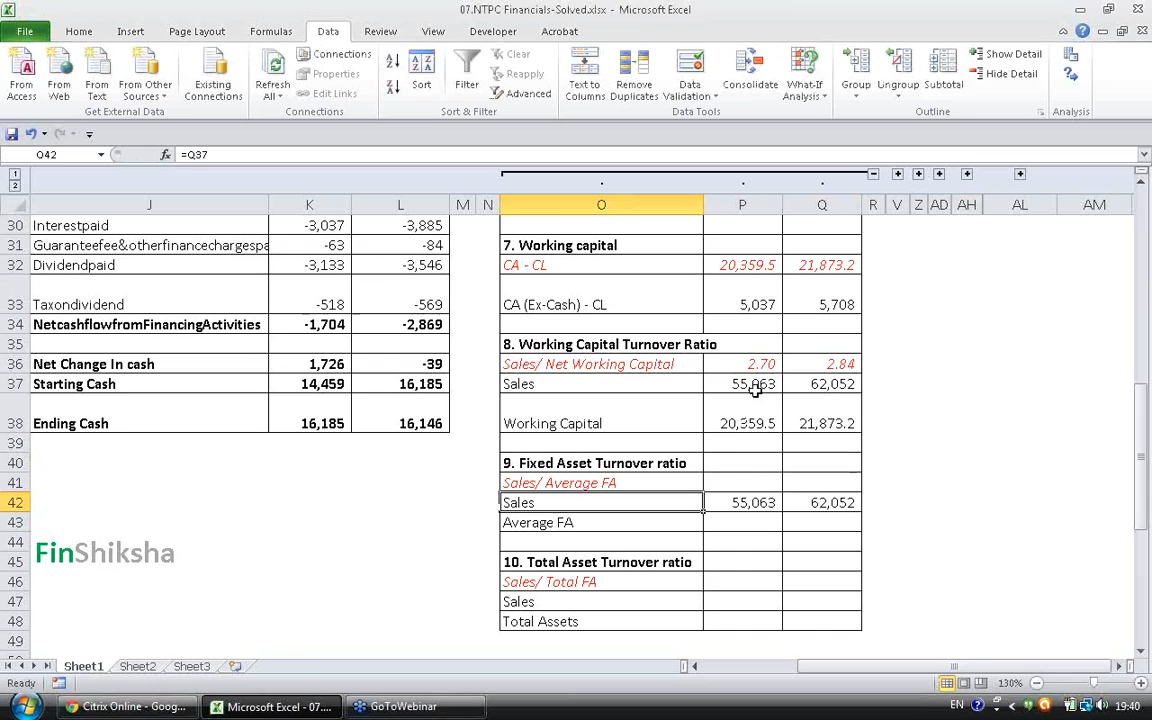 07.NTPC Financials-Solved.xlsx - Microsoft Excel
File Home Insert Page Layout Formulas Data Review View Developer Acrobat
From Access
From Web
From Text
From Other Sources
Existing Connections
Refresh All
Connections
Properties
Edit Links
Sort
Filter
Clear
Reapply
Advanced
Text to Columns
Remove Duplicates
Data Validation
Consolidate
What-If Analysis
Group
Ungroup
Subtotal
Show Detail
Hide Detail
Get External Data Connections Sort & Filter Data Tools Outline Analysis
Q42 fx =Q37
1
2
J K L M N O P Q R V Z AD AH AL AM
30 Interestpaid -3,037 -3,885
31 Guaranteefee&otherfinancechargespa -63 -84 7. Working capital
32 Dividendpaid -3,133 -3,546 CA - CL 20,359.5 21,873.2
33 Taxondividend -518 -569 CA (Ex-Cash) - CL 5,037 5,708
34 NetcashflowfromFinancingActivities -1,704 -2,869
35 8. Working Capital Turnover Ratio
36 Net Change In cash 1,726 -39 Sales/ Net Working Capital 2.70 2.84
37 Starting Cash 14,459 16,185 Sales 55,063 62,052
38 Ending Cash 16,185 16,146 Working Capital 20,359.5 21,873.2
39
40 9. Fixed Asset Turnover ratio
41 Sales/ Average FA
42 Sales 55,063 62,052
43 Average FA
44
45 10. Total Asset Turnover ratio
46 Sales/ Total FA
47 Sales
48 Total Assets
49
FinShiksha
Sheet1 Sheet2 Sheet3
Ready 130%
Citrix Online - Goog... Microsoft Excel - 07.... GoToWebinar EN 19:40